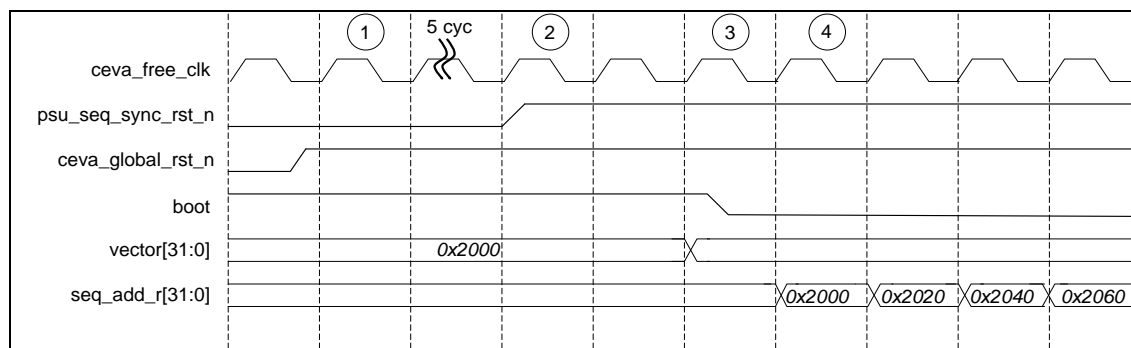 1 5 cyc 2 3 4
ceva_free_clk
psu_seq_sync_rst_n
ceva_global_rst_n
boot
vector[31:0] 0x2000
seq_add_r[31:0] 0x2000 0x2020 0x2040 0x2060